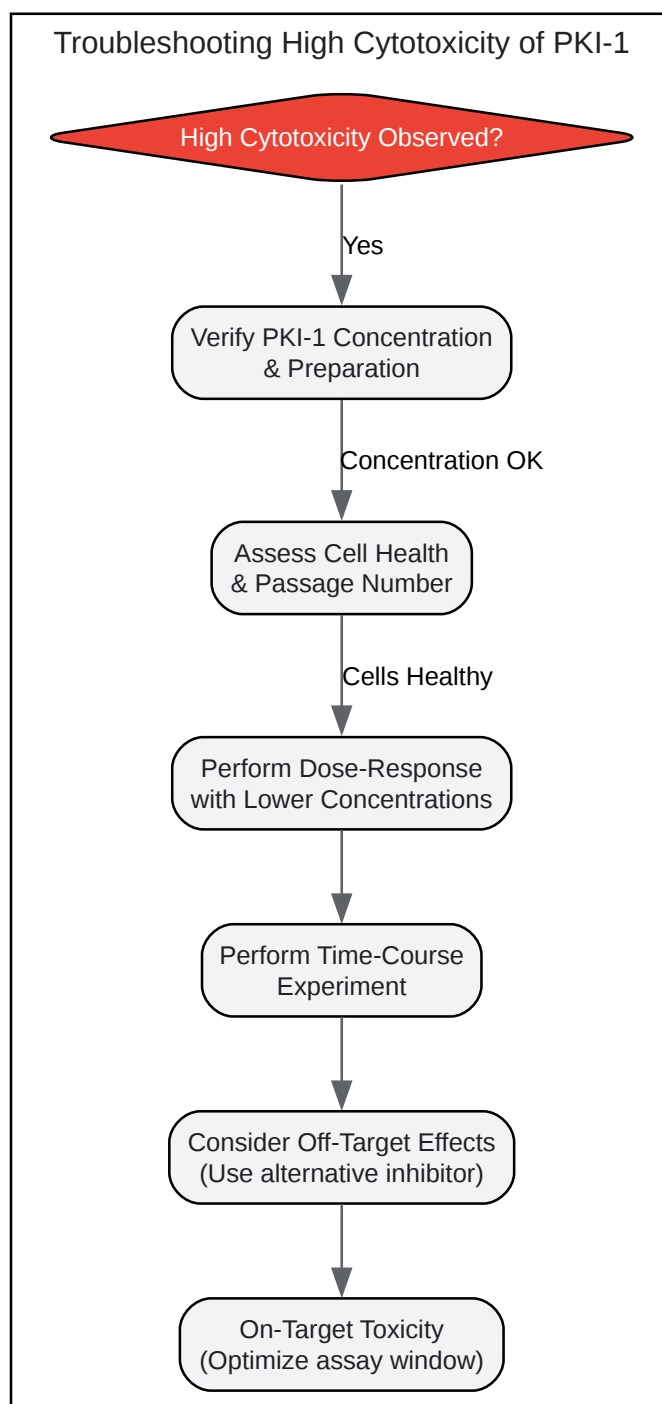 Troubleshooting High Cytotoxicity of PKI-1
High Cytotoxicity Observed?
Yes
Verify PKI-1 Concentration
& Preparation
Concentration OK
Assess Cell Health
& Passage Number
Cells Healthy
Perform Dose-Response
with Lower Concentrations
Perform Time-Course
Experiment
Consider Off-Target Effects
(Use alternative inhibitor)
On-Target Toxicity
(Optimize assay window)